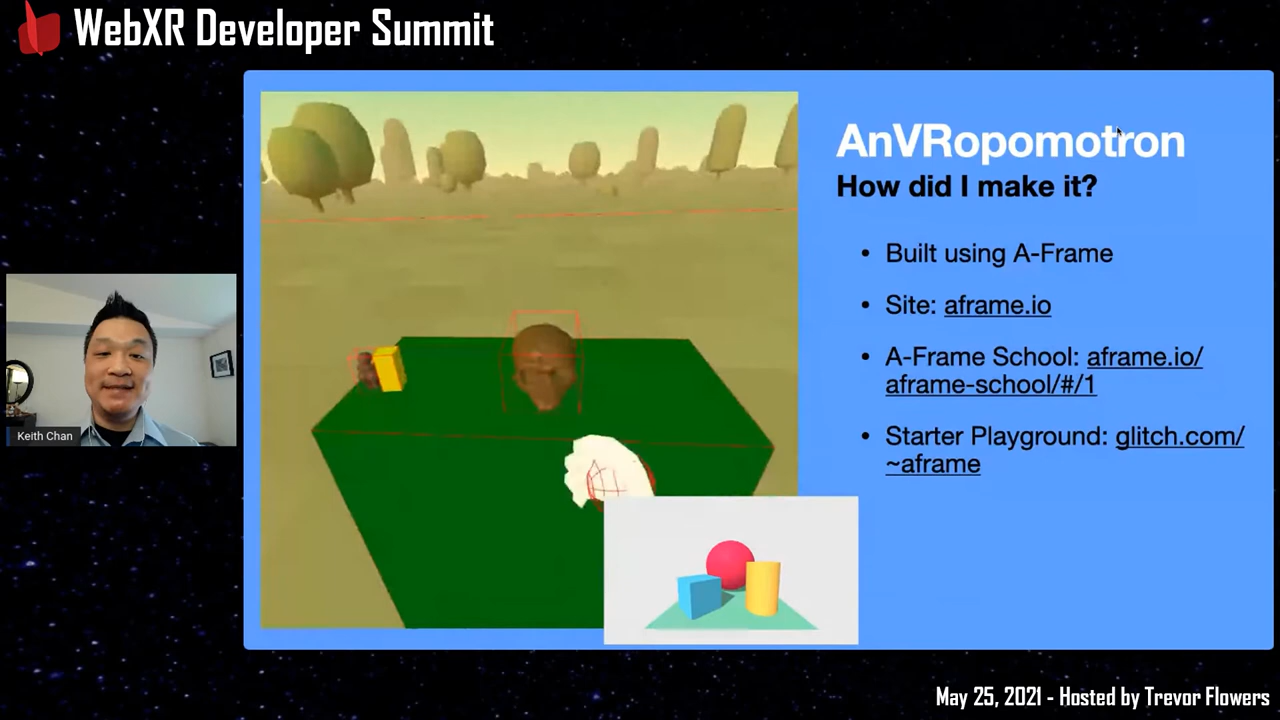 WebXR Developer Summit
AnVRopomotron
How did I make it?
• Built using A-Frame
• Site: aframe.io
• A-Frame School: aframe.io/
aframe-school/#/1
• Starter Playground: glitch.com/
~aframe
Keith Chan
May 25, 2021 - Hosted by Trevor Flowers